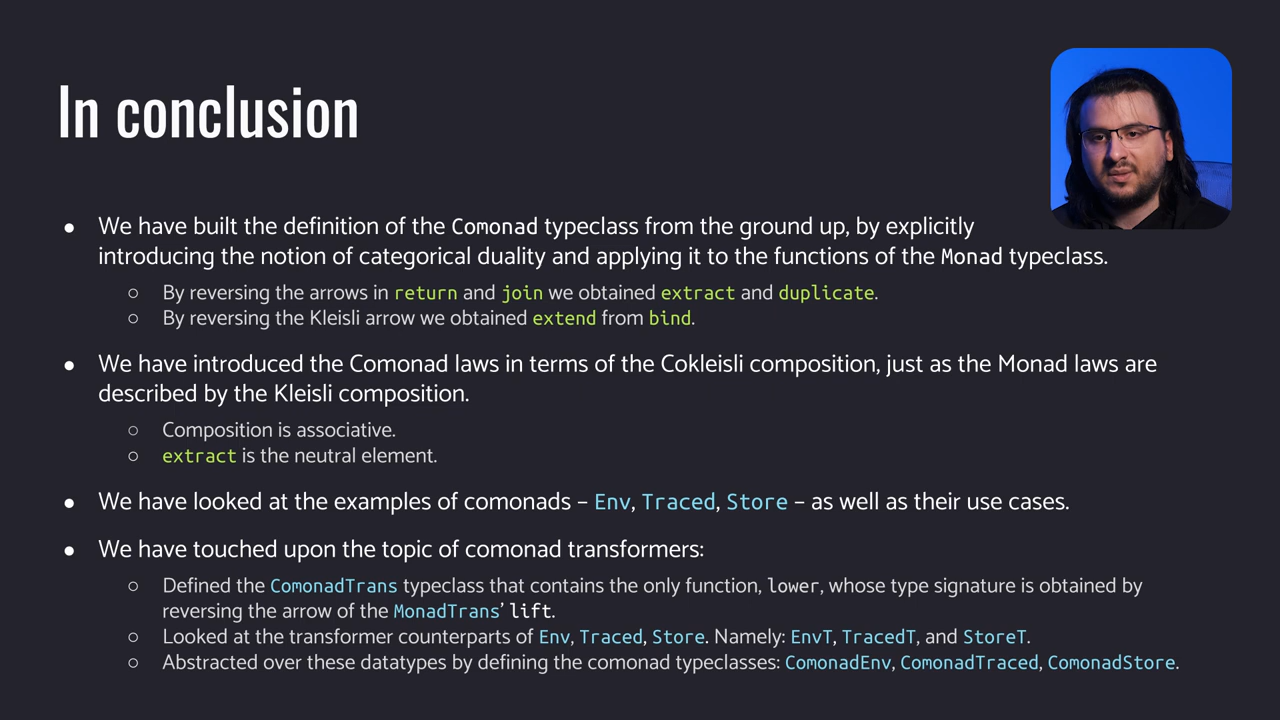 In conclusion
● We have built the definition of the Comonad typeclass from the ground up, by explicitly
introducing the notion of categorical duality and applying it to the functions of the Monad typeclass.
○ By reversing the arrows in return and join we obtained extract and duplicate.
○ By reversing the Kleisli arrow we obtained extend from bind.
● We have introduced the Comonad laws in terms of the Cokleisli composition, just as the Monad laws are
described by the Kleisli composition.
○ Composition is associative.
○ extract is the neutral element.
● We have looked at the examples of comonads – Env, Traced, Store – as well as their use cases.
● We have touched upon the topic of comonad transformers:
○ Defined the ComonadTrans typeclass that contains the only function, lower, whose type signature is obtained by
reversing the arrow of the MonadTrans’ lift.
○ Looked at the transformer counterparts of Env, Traced, Store. Namely: EnvT, TracedT, and StoreT.
○ Abstracted over these datatypes by defining the comonad typeclasses: ComonadEnv, ComonadTraced, ComonadStore.